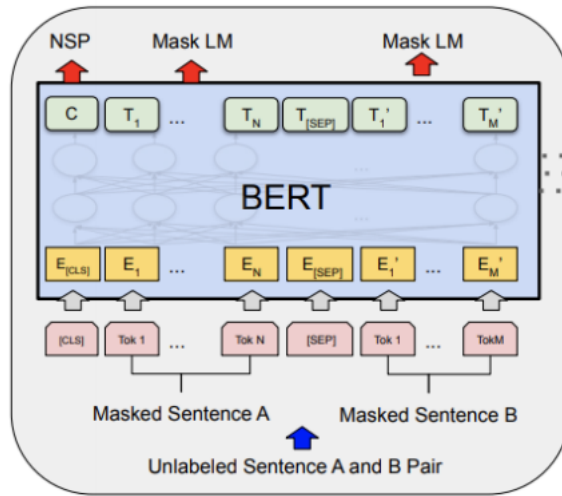 NSP Mask LM Mask LM
C T1 ... TN T[SEP] T1' ... TM'
BERT
E[CLS] E1 ... EN E[SEP] E1' ... EM'
[CLS] Tok 1 ... Tok N [SEP] Tok 1 ... TokM
Masked Sentence A Masked Sentence B
Unlabeled Sentence A and B Pair